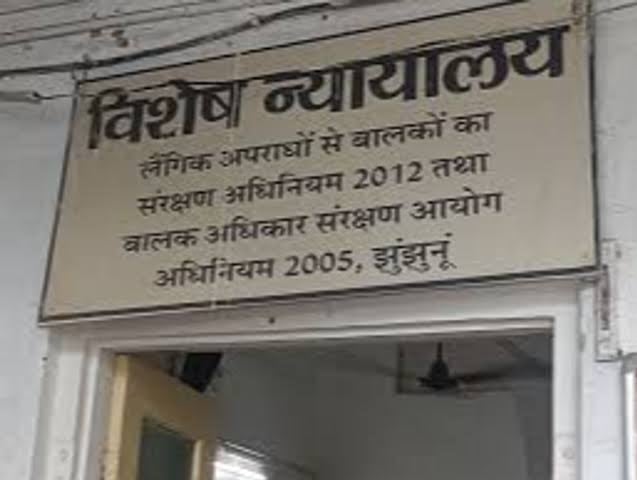 विशेष न्यायालय
लैंगिक अपराधों से बालकों का
संरक्षण अधिनियम 2012 तथा
बालक अधिकार संरक्षण आयोग
अधिनियम 2005, झुंझुनूं